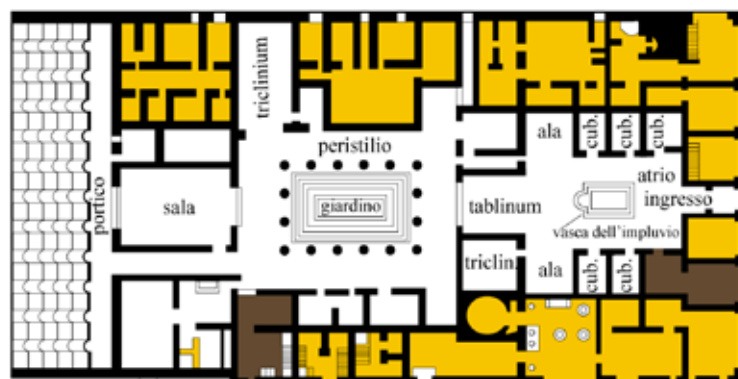 portico
sala
triclinium
peristilio
giardino
tablinum
triclin.
ala
cub.
cub.
cub.
atrio
ingresso
vasca dell'impluvio
ala
cub.
cub.